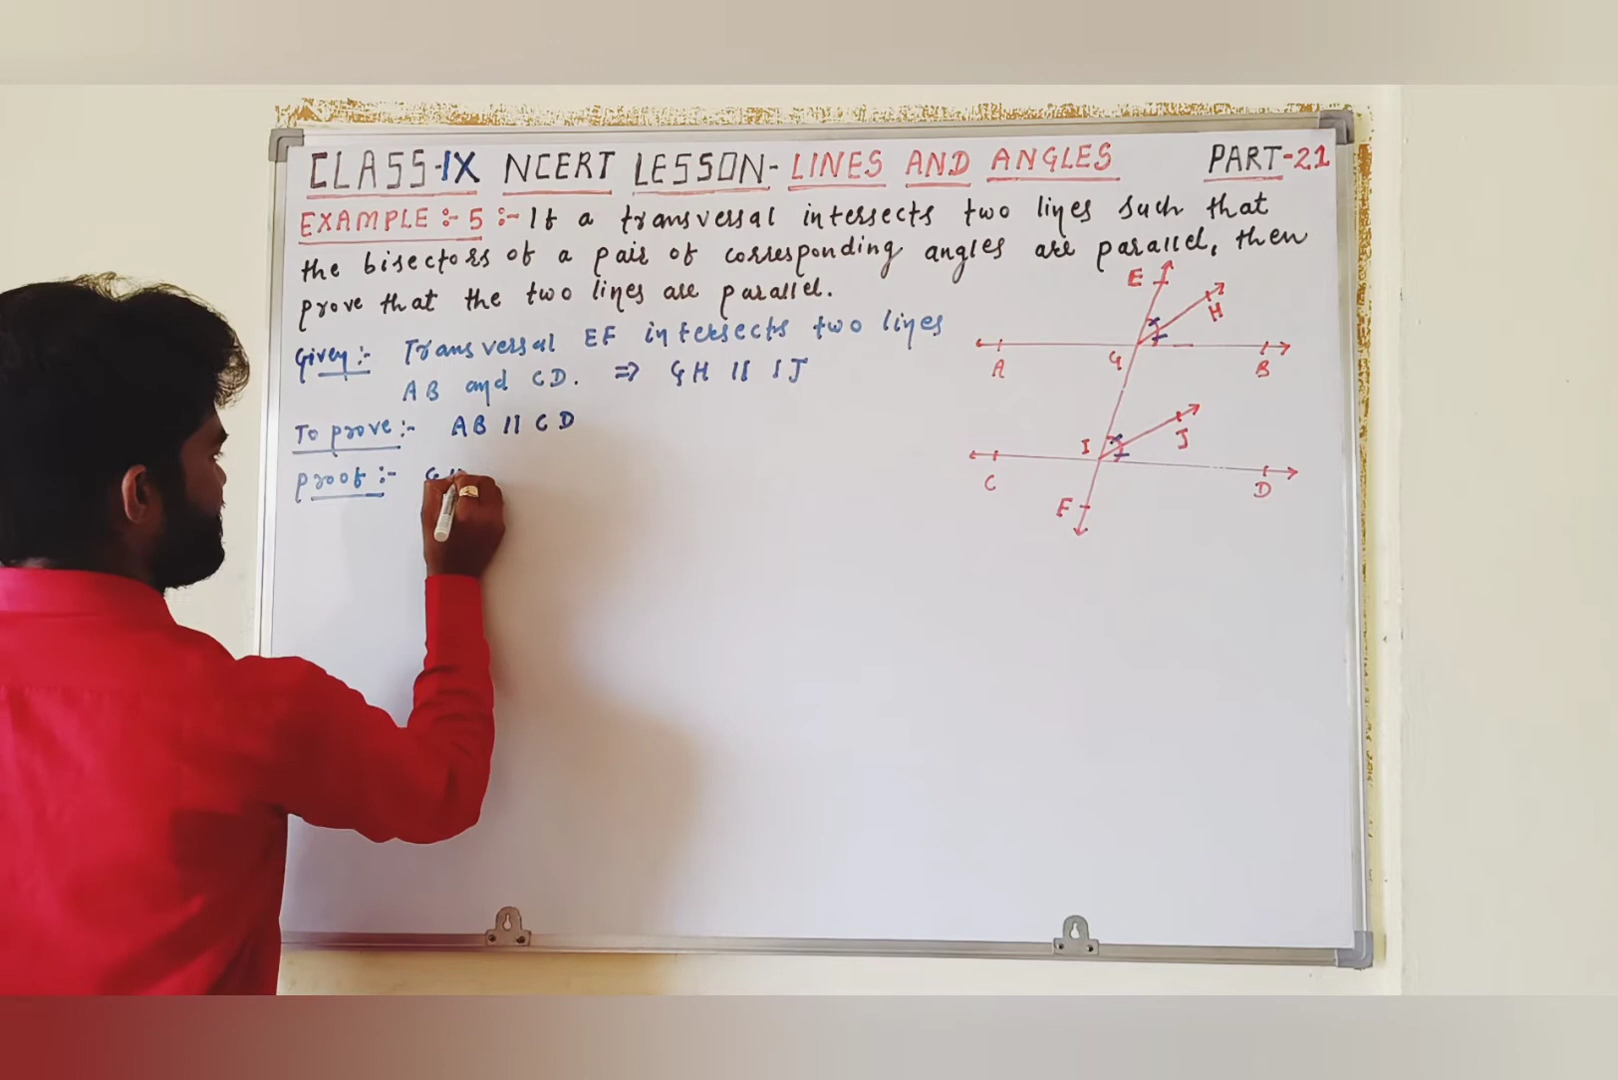 CLASS-IX NCERT LESSON- LINES AND ANGLES PART-21
EXAMPLE:- 5 :- If a transversal intersects two lines such that
the bisectors of a pair of corresponding angles are parallel, then
prove that the two lines are parallel.
Given:- Transversal EF intersects two lines
AB and CD. ⇒ GH || IJ
To prove:- AB || CD
proof:- GH
E
H
G
A
B
J
I
C
D
F